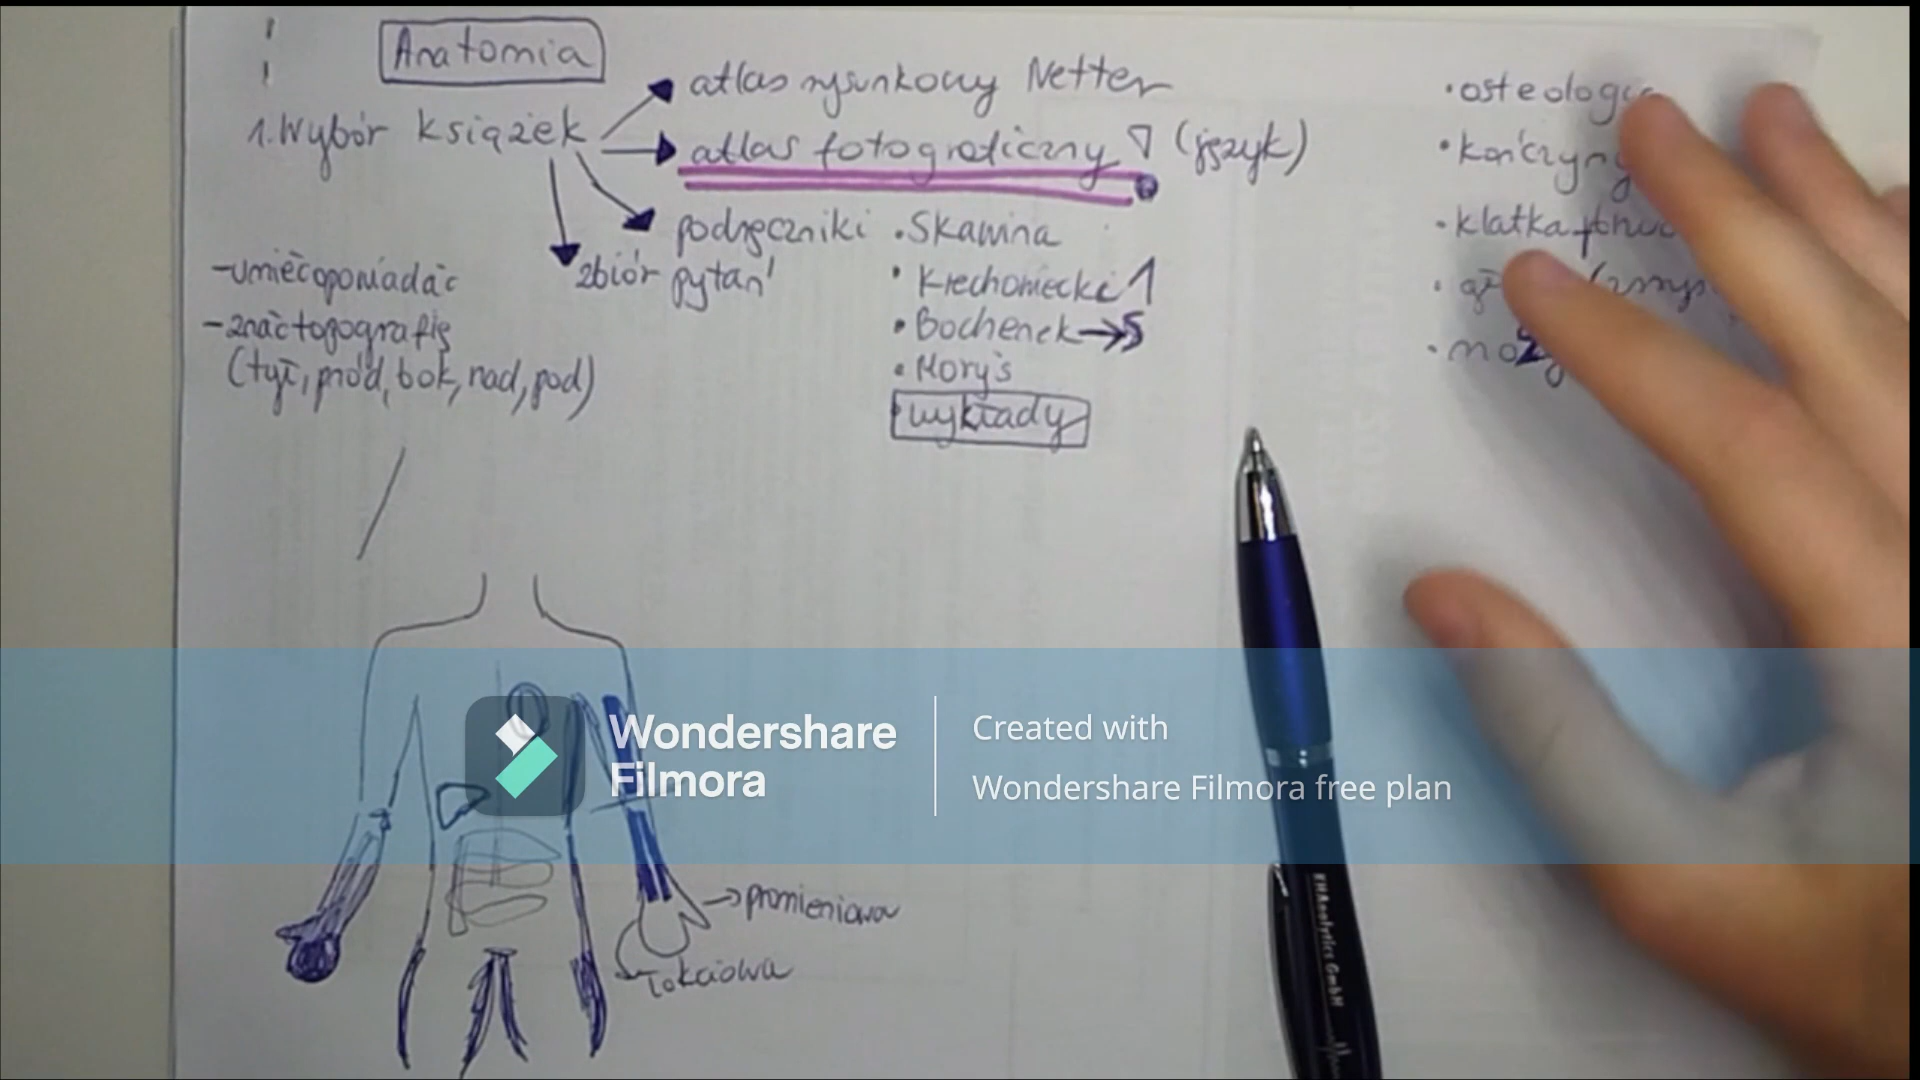 Anatomia
1. Wybór książek
atlas rysunkowy Netter
atlas fotograficzny (język)
podręczniki
zbiór pytań
• Skawina
• Krechowiecki 1
• Bochenek → 5
• Moryś
• wykłady
- umieć opowiadać
- znać topografię
(tył, przód, bok, nad, pod)
• osteologia
• kończyny
• klatka
→ promieniowa
łokciowa
Wondershare
Filmora
Created with
Wondershare Filmora free plan
EHAnalytics GmbH